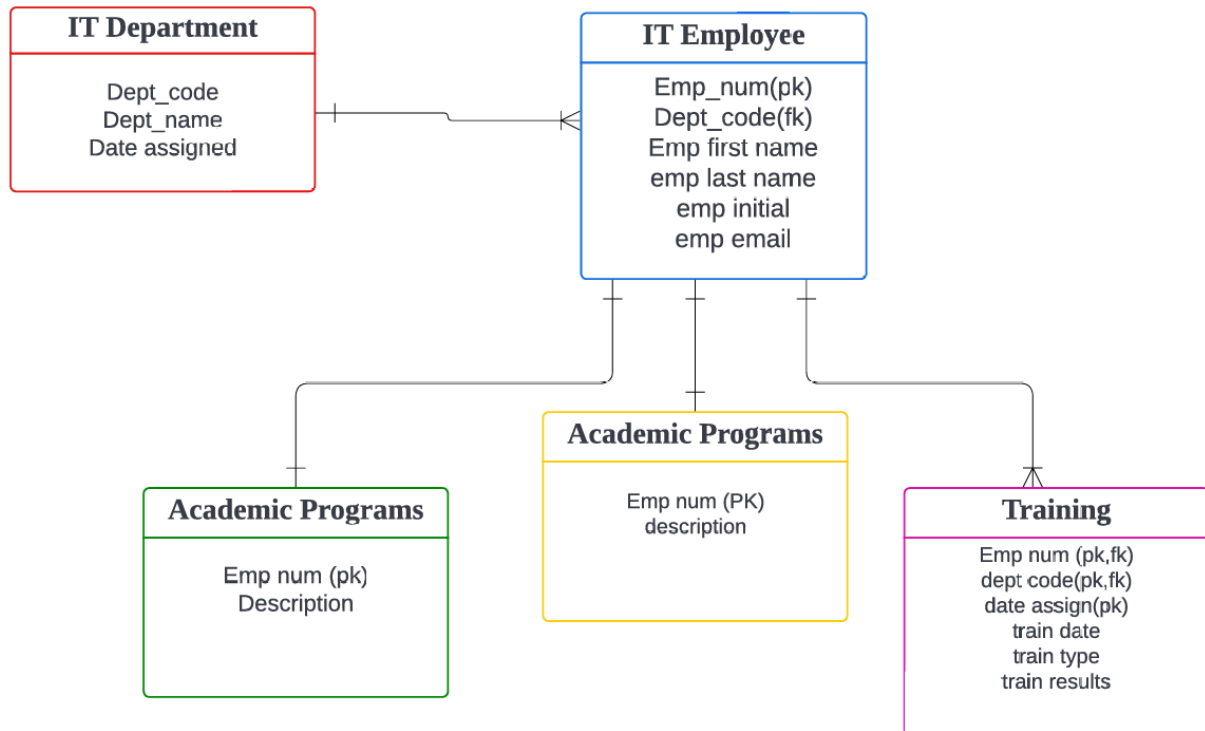 IT Department
Dept_code
Dept_name
Date assigned
IT Employee
Emp_num(pk)
Dept_code(fk)
Emp first name
emp last name
emp initial
emp email
Academic Programs
Emp num (pk)
Description
Academic Programs
Emp num (PK)
description
Training
Emp num (pk,fk)
dept code(pk,fk)
date assign(pk)
train date
train type
train results